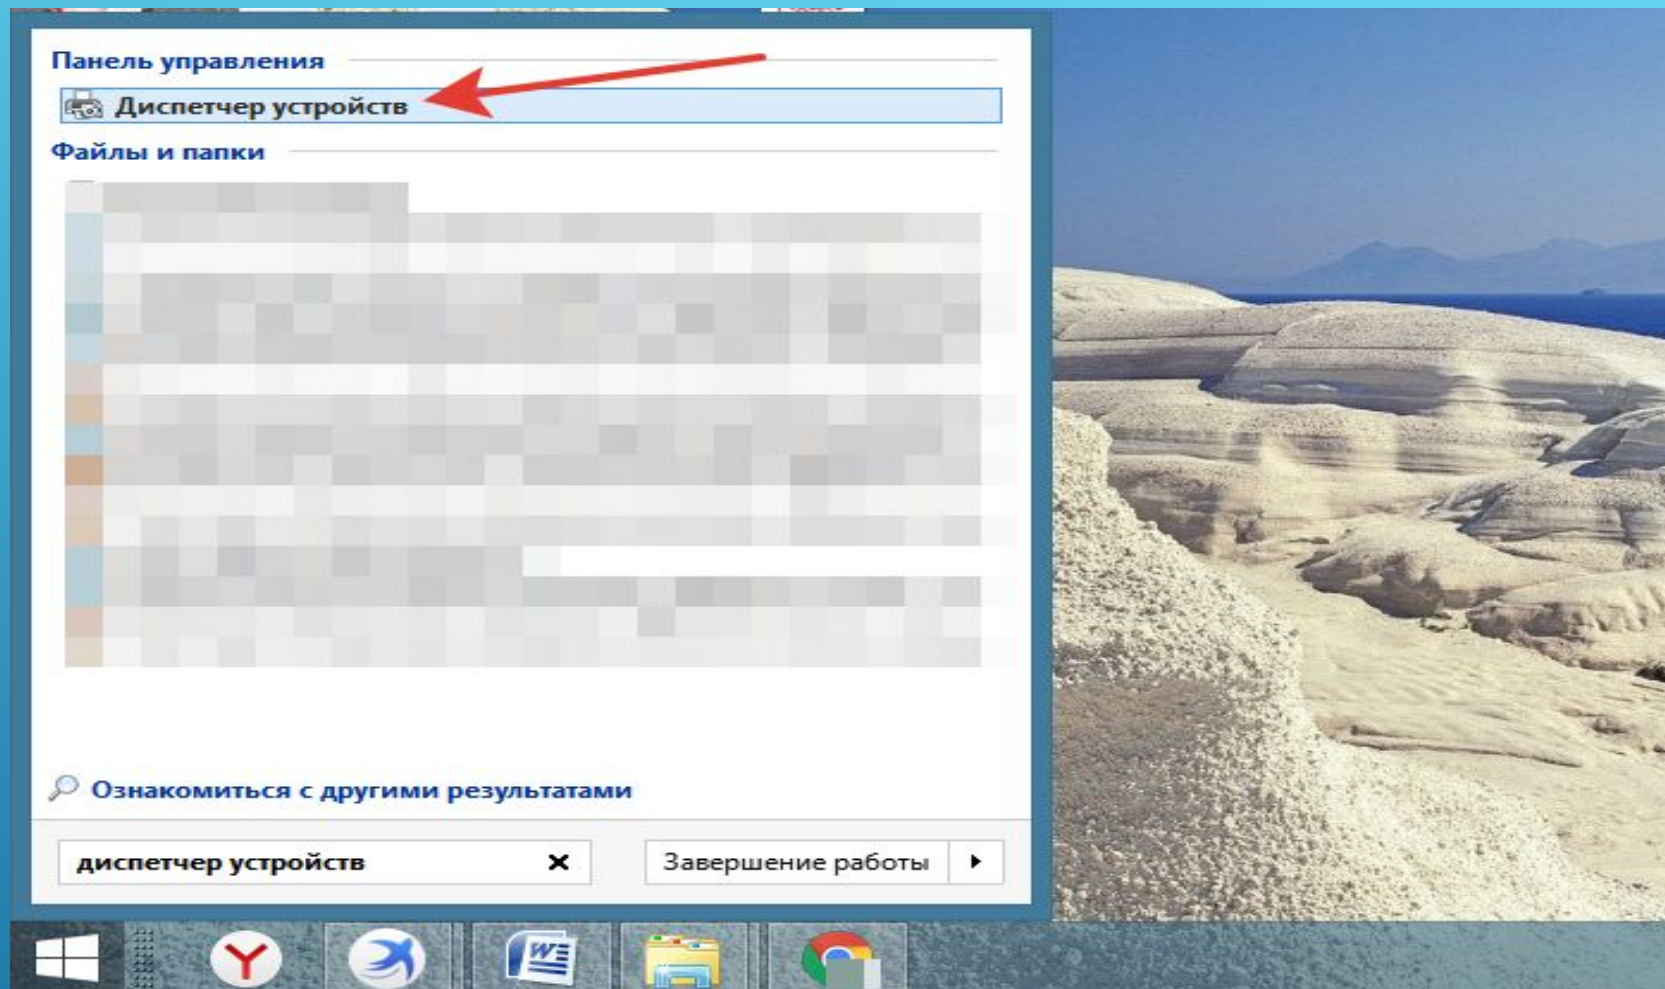 Панель управления
Диспетчер устройств
Файлы и папки
Ознакомиться с другими результатами
диспетчер устройств
Завершение работы